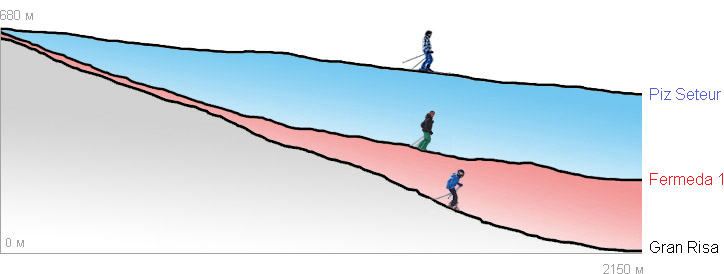 680 м
Piz Seteur
Fermeda 1
0 м
Gran Risa
2150 м